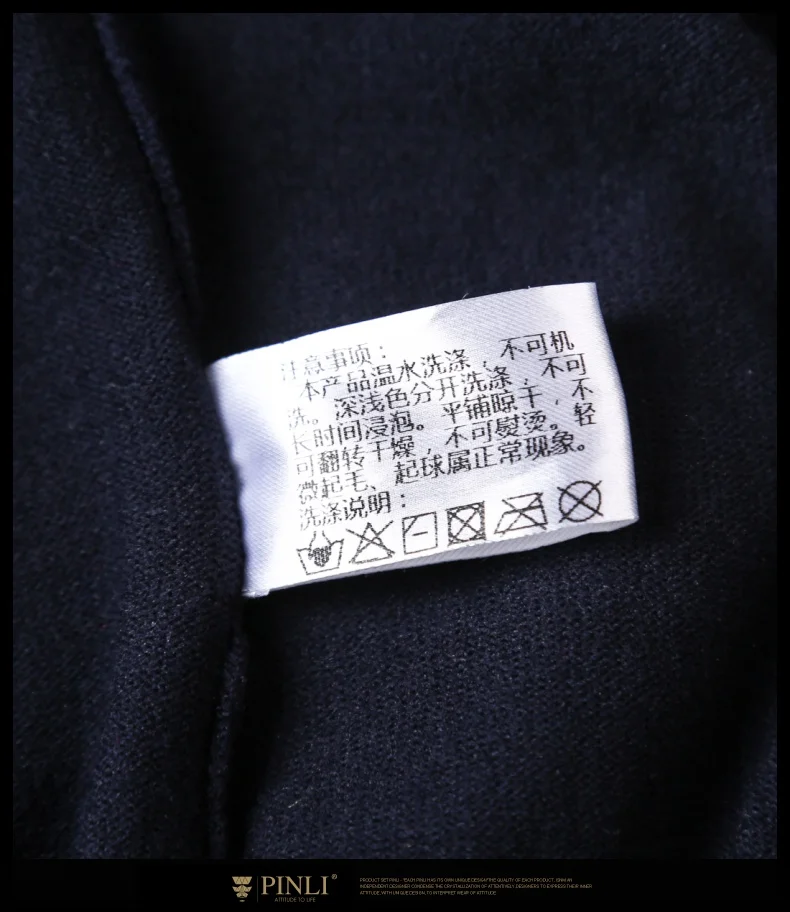 注意事项：
本产品温水洗涤，不可机
洗。深浅色分开洗涤，不可
长时间浸泡。平铺晾干，不
可翻转干燥，不可熨烫。轻
微起毛、起球属正常现象。
洗涤说明：
PINLI®
ATTITUDE TO LIFE